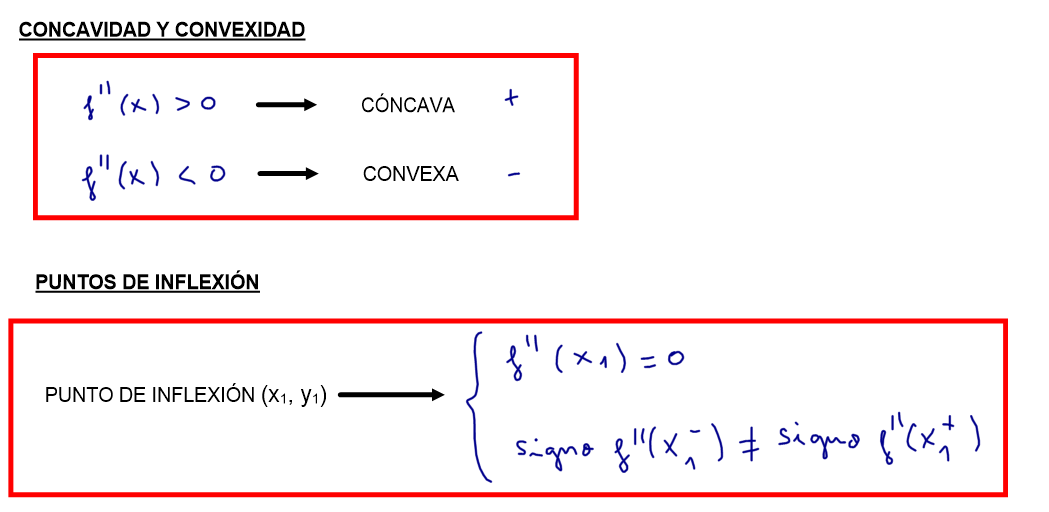 CONCAVIDAD Y CONVEXIDAD
f''(x) > 0 → CÓNCAVA +
f''(x) < 0 → CONVEXA -
PUNTOS DE INFLEXIÓN
f''(x₁) = 0
PUNTO DE INFLEXIÓN (x₁, y₁) →
signo f''(x₁⁻) ≠ signo f''(x₁⁺)